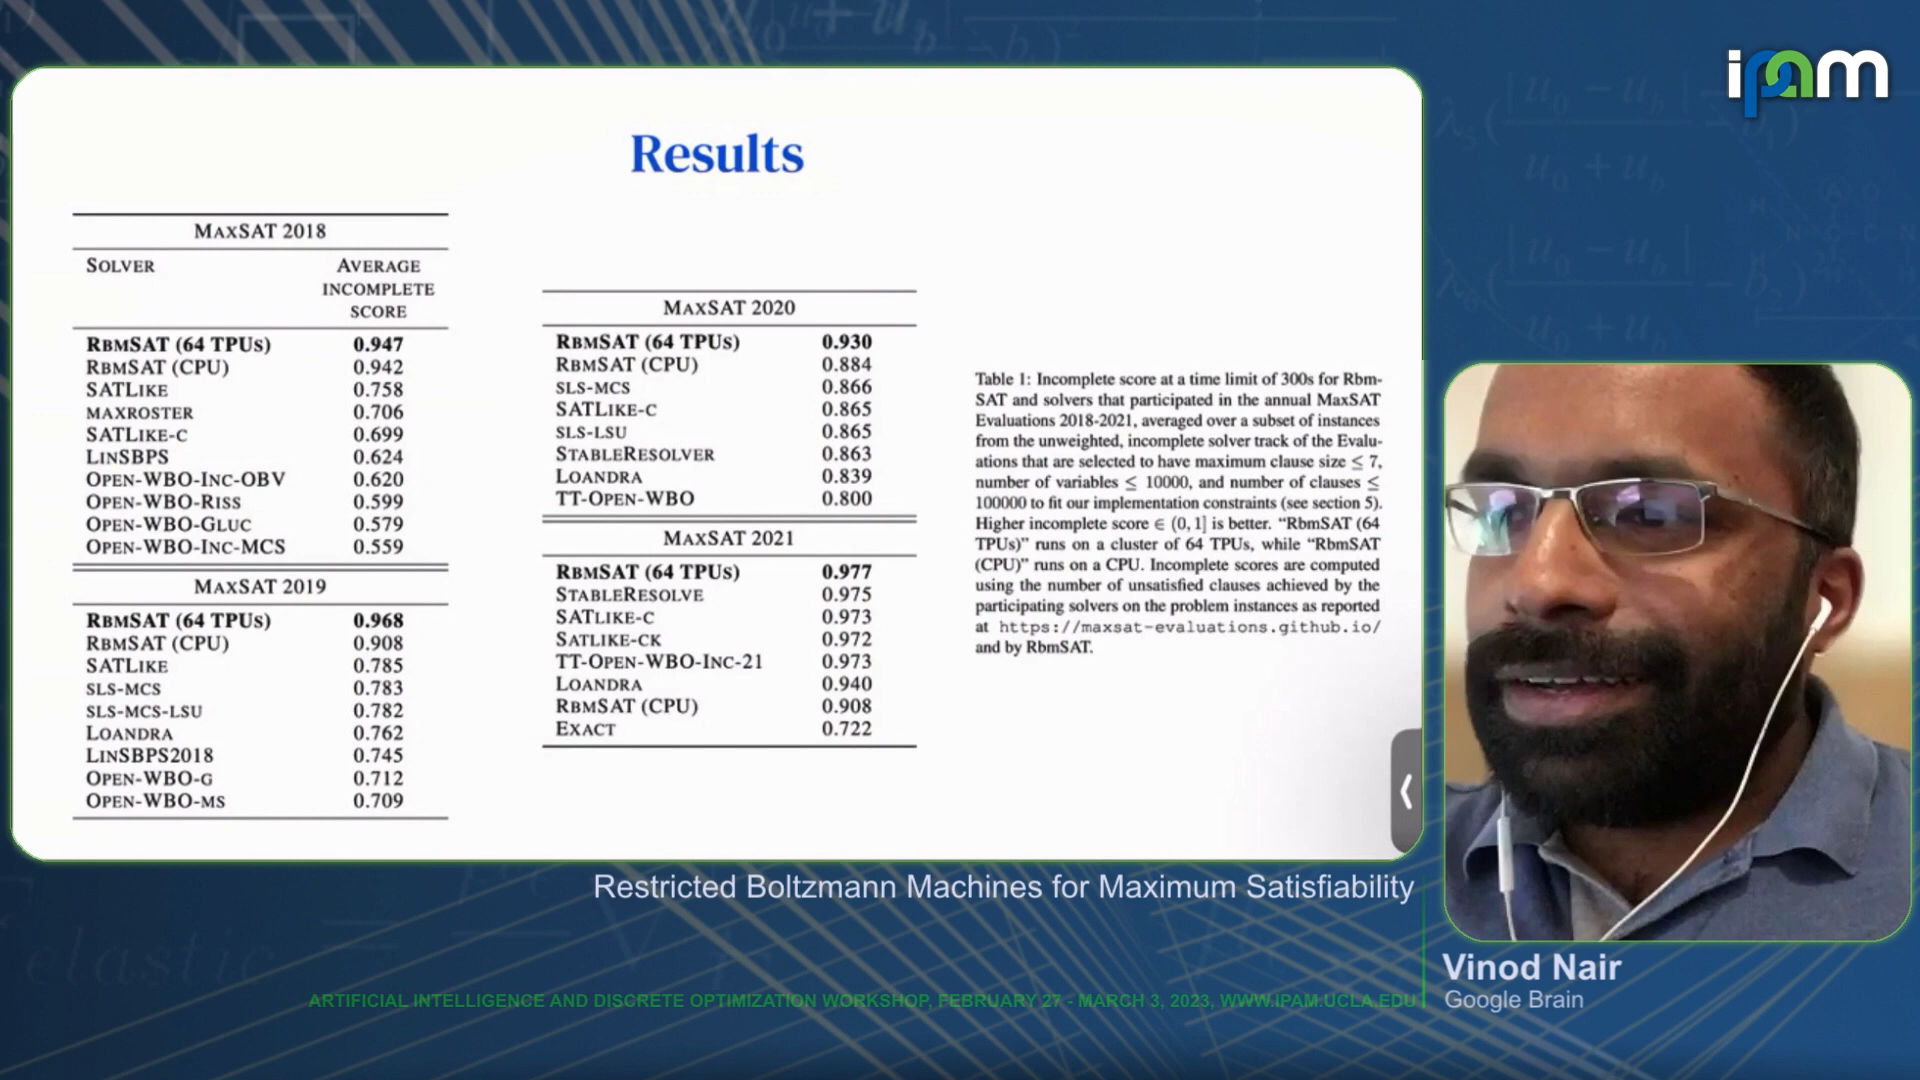 ipam
Results
MAXSAT 2018
SOLVER AVERAGE
INCOMPLETE
SCORE
RBMSAT (64 TPUS) 0.947
RBMSAT (CPU) 0.942
SATLIKE 0.758
MAXROSTER 0.706
SATLIKE-C 0.699
LINSBPS 0.624
OPEN-WBO-INC-OBV 0.620
OPEN-WBO-RISS 0.599
OPEN-WBO-GLUC 0.579
OPEN-WBO-INC-MCS 0.559
MAXSAT 2019
RBMSAT (64 TPUS) 0.968
RBMSAT (CPU) 0.908
SATLIKE 0.785
SLS-MCS 0.783
SLS-MCS-LSU 0.782
LOANDRA 0.762
LINSBPS2018 0.745
OPEN-WBO-G 0.712
OPEN-WBO-MS 0.709
MAXSAT 2020
RBMSAT (64 TPUS) 0.930
RBMSAT (CPU) 0.884
SLS-MCS 0.866
SATLIKE-C 0.865
SLS-LSU 0.865
STABLERESOLVER 0.863
LOANDRA 0.839
TT-OPEN-WBO 0.800
MAXSAT 2021
RBMSAT (64 TPUS) 0.977
STABLERESOLVE 0.975
SATLIKE-C 0.973
SATLIKE-CK 0.972
TT-OPEN-WBO-INC-21 0.973
LOANDRA 0.940
RBMSAT (CPU) 0.908
EXACT 0.722
Table 1: Incomplete score at a time limit of 300s for Rbm-
SAT and solvers that participated in the annual MaxSAT
Evaluations 2018-2021, averaged over a subset of instances
from the unweighted, incomplete solver track of the Evalu-
ations that are selected to have maximum clause size ≤ 7,
number of variables ≤ 10000, and number of clauses ≤
100000 to fit our implementation constraints (see section 5).
Higher incomplete score ∈ (0, 1] is better. “RbmSAT (64
TPUs)” runs on a cluster of 64 TPUs, while “RbmSAT
(CPU)” runs on a CPU. Incomplete scores are computed
using the number of unsatisfied clauses achieved by the
participating solvers on the problem instances as reported
at https://maxsat-evaluations.github.io/
and by RbmSAT.
Restricted Boltzmann Machines for Maximum Satisfiability
Vinod Nair
Google Brain
ARTIFICIAL INTELLIGENCE AND DISCRETE OPTIMIZATION WORKSHOP, FEBRUARY 27 - MARCH 3, 2023, WWW.IPAM.UCLA.EDU
elastic